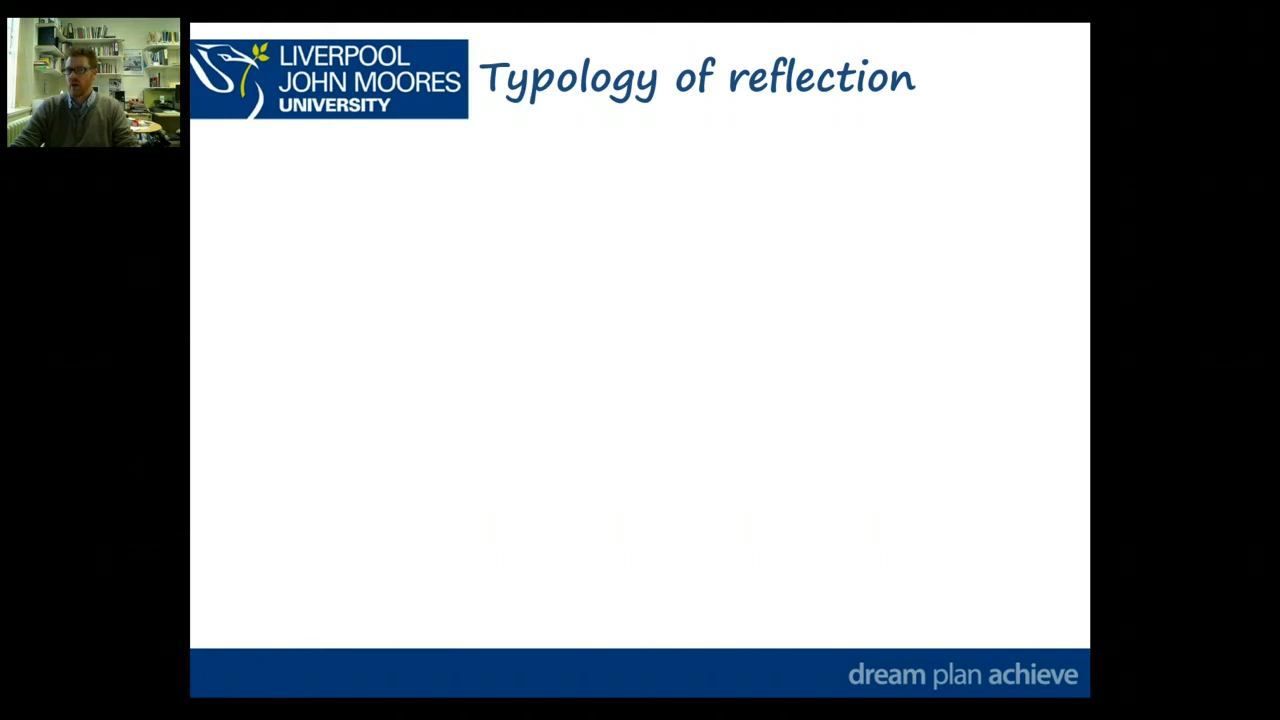 LIVERPOOL
JOHN MOORES
UNIVERSITY
Typology of reflection
dream plan achieve